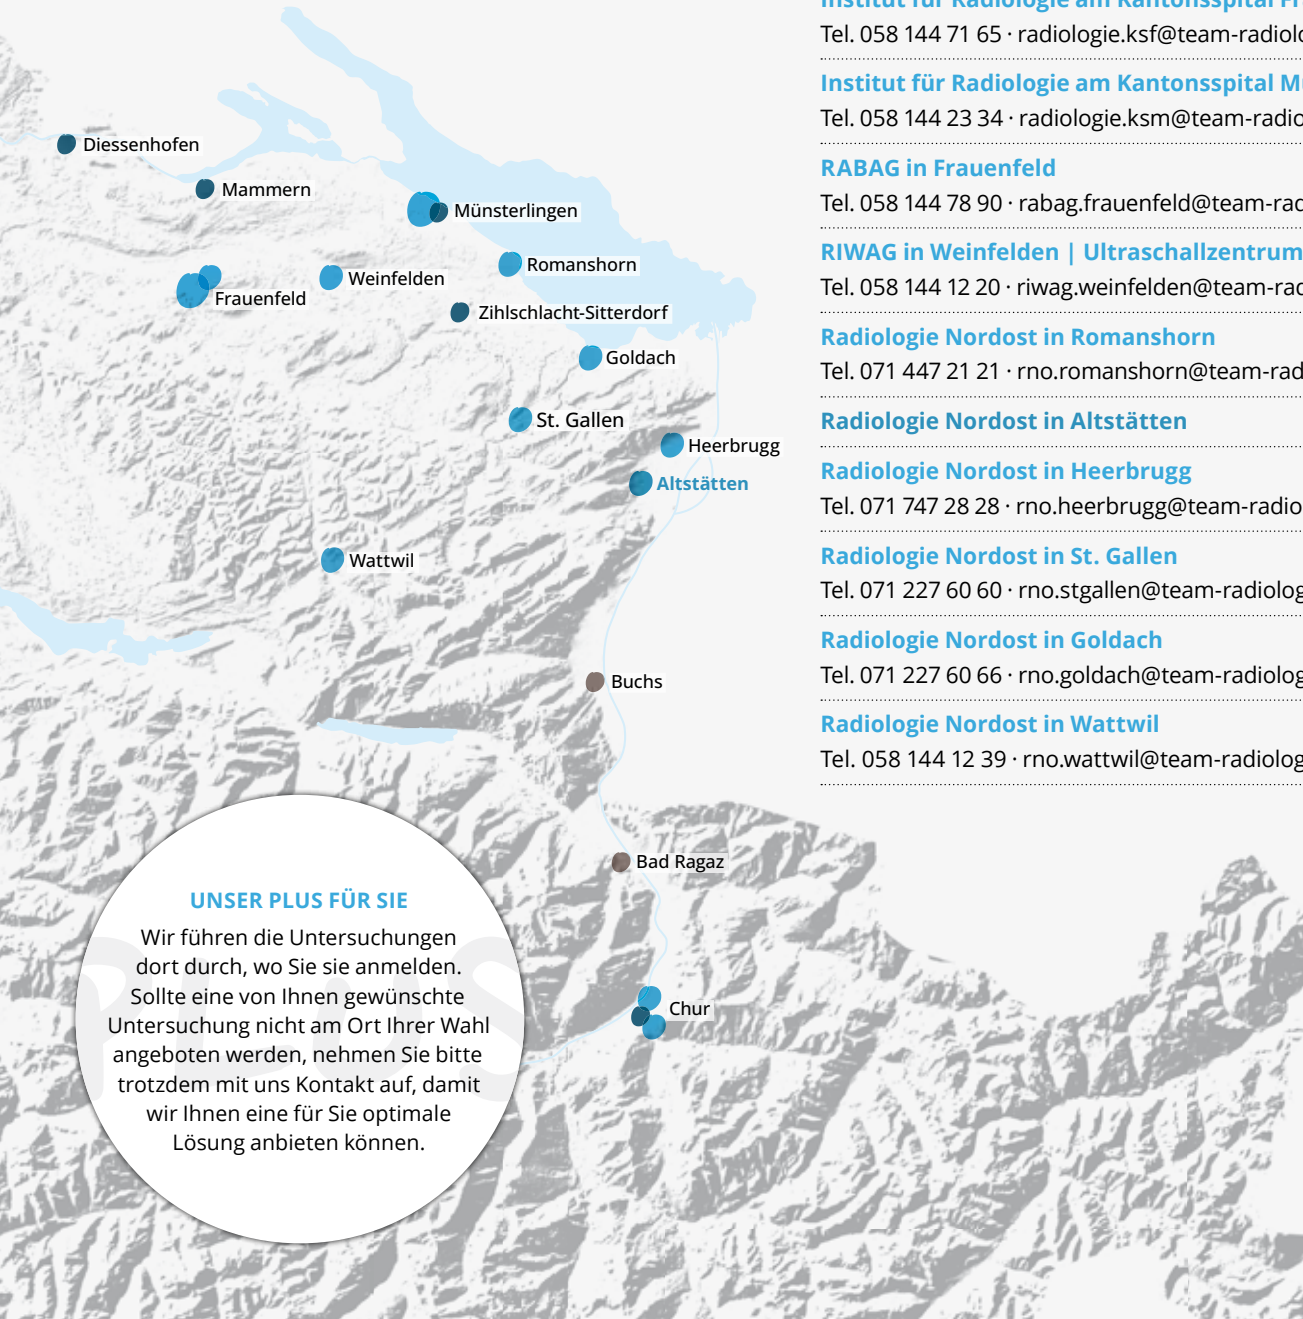 Diessenhofen
Mammern
Münsterlingen
Romanshorn
Weinfelden
Frauenfeld
Zihlschlacht-Sitterdorf
Goldach
St. Gallen
Heerbrugg
Altstätten
Wattwil
Buchs
Bad Ragaz
Chur
UNSER PLUS FÜR SIE
Wir führen die Untersuchungen
dort durch, wo Sie sie anmelden.
Sollte eine von Ihnen gewünschte
Untersuchung nicht am Ort Ihrer Wahl
angeboten werden, nehmen Sie bitte
trotzdem mit uns Kontakt auf, damit
wir Ihnen eine für Sie optimale
Lösung anbieten können.
PLUS
Institut für Radiologie am Kantonsspital Fr
Tel. 058 144 71 65 · radiologie.ksf@team-radiolo
Institut für Radiologie am Kantonsspital Mü
Tel. 058 144 23 34 · radiologie.ksm@team-radio
RABAG in Frauenfeld
Tel. 058 144 78 90 · rabag.frauenfeld@team-rad
RIWAG in Weinfelden | Ultraschallzentrum
Tel. 058 144 12 20 · riwag.weinfelden@team-rad
Radiologie Nordost in Romanshorn
Tel. 071 447 21 21 · rno.romanshorn@team-rad
Radiologie Nordost in Altstätten
Radiologie Nordost in Heerbrugg
Tel. 071 747 28 28 · rno.heerbrugg@team-radio
Radiologie Nordost in St. Gallen
Tel. 071 227 60 60 · rno.stgallen@team-radiolog
Radiologie Nordost in Goldach
Tel. 071 227 60 66 · rno.goldach@team-radiolog
Radiologie Nordost in Wattwil
Tel. 058 144 12 39 · rno.wattwil@team-radiolog